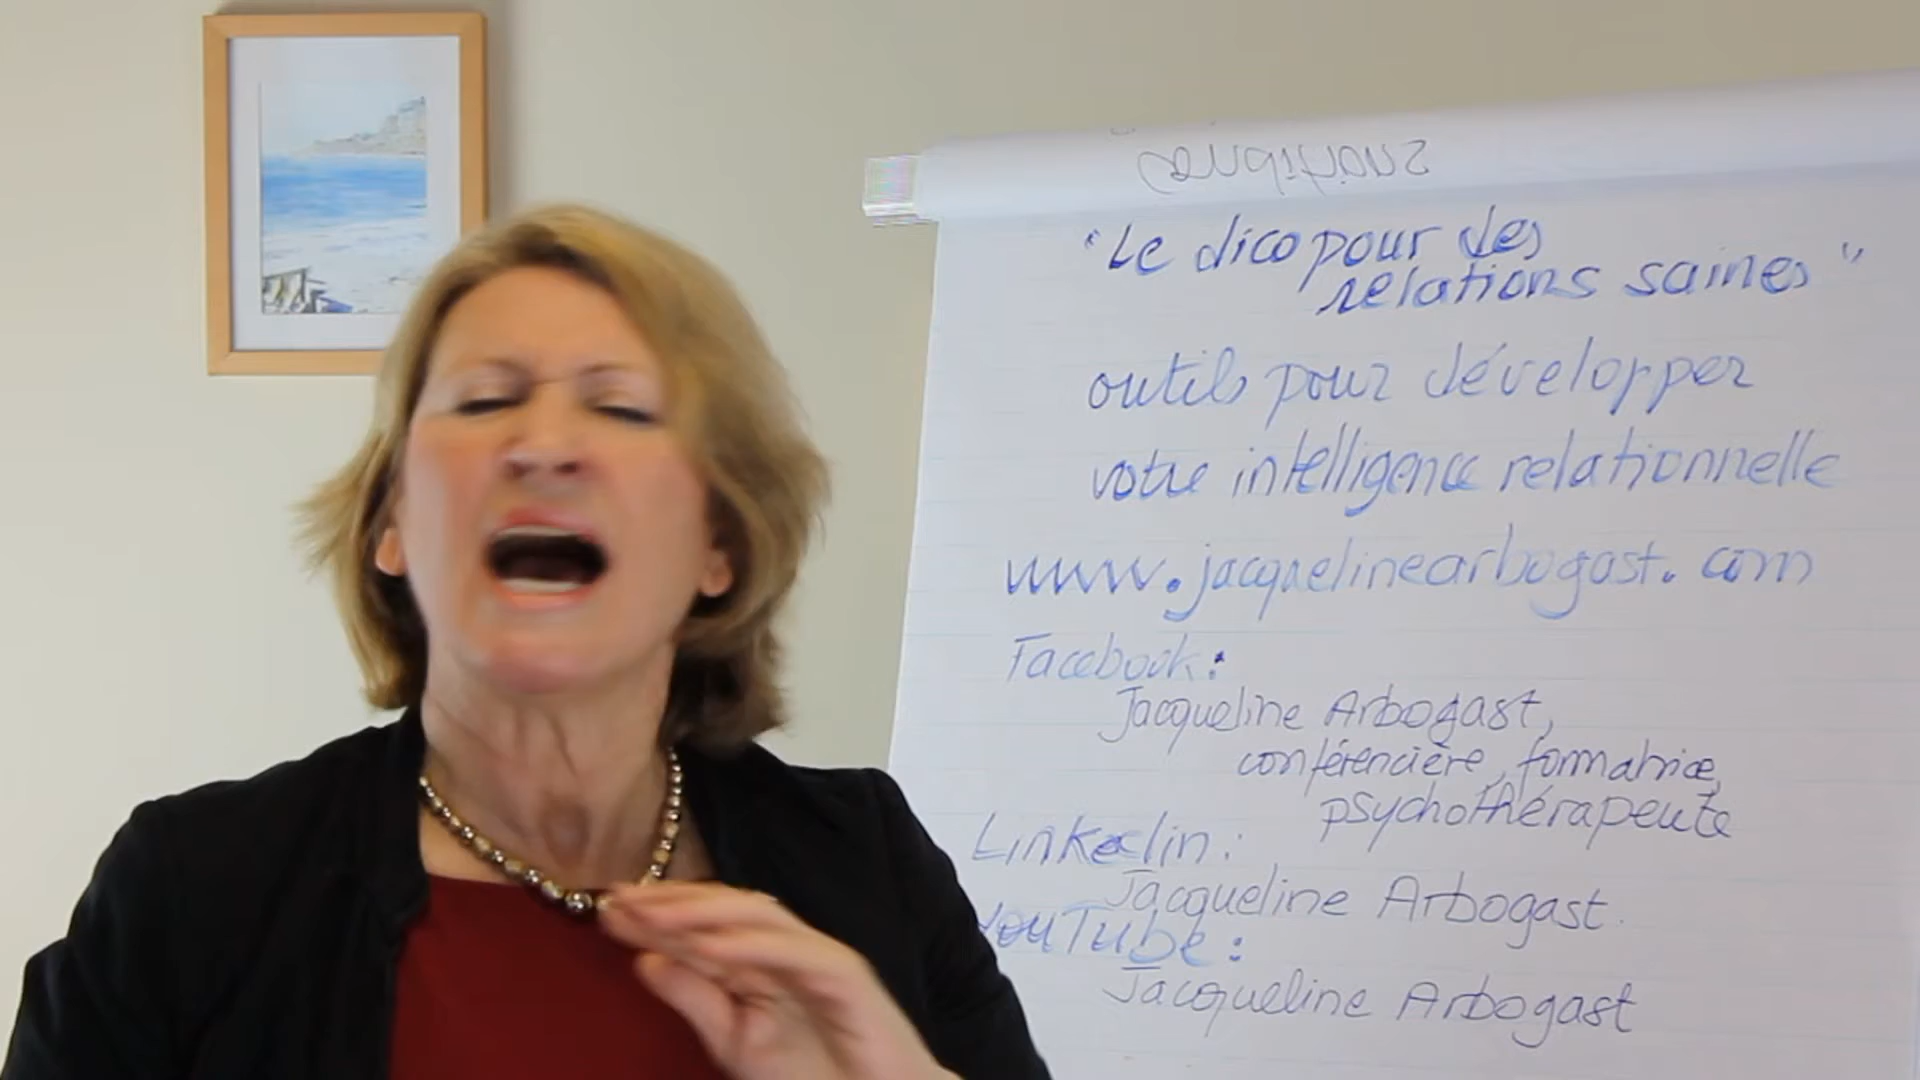 "Le dico pour des
relations saines"
outils pour développer
votre intelligence relationnelle
www.jacquelinearbogast.com
Facebook:
Jacqueline Arbogast,
conférencière, formatrice,
psychothérapeute
Linkedin:
Jacqueline Arbogast.
YouTube:
Jacqueline Arbogast